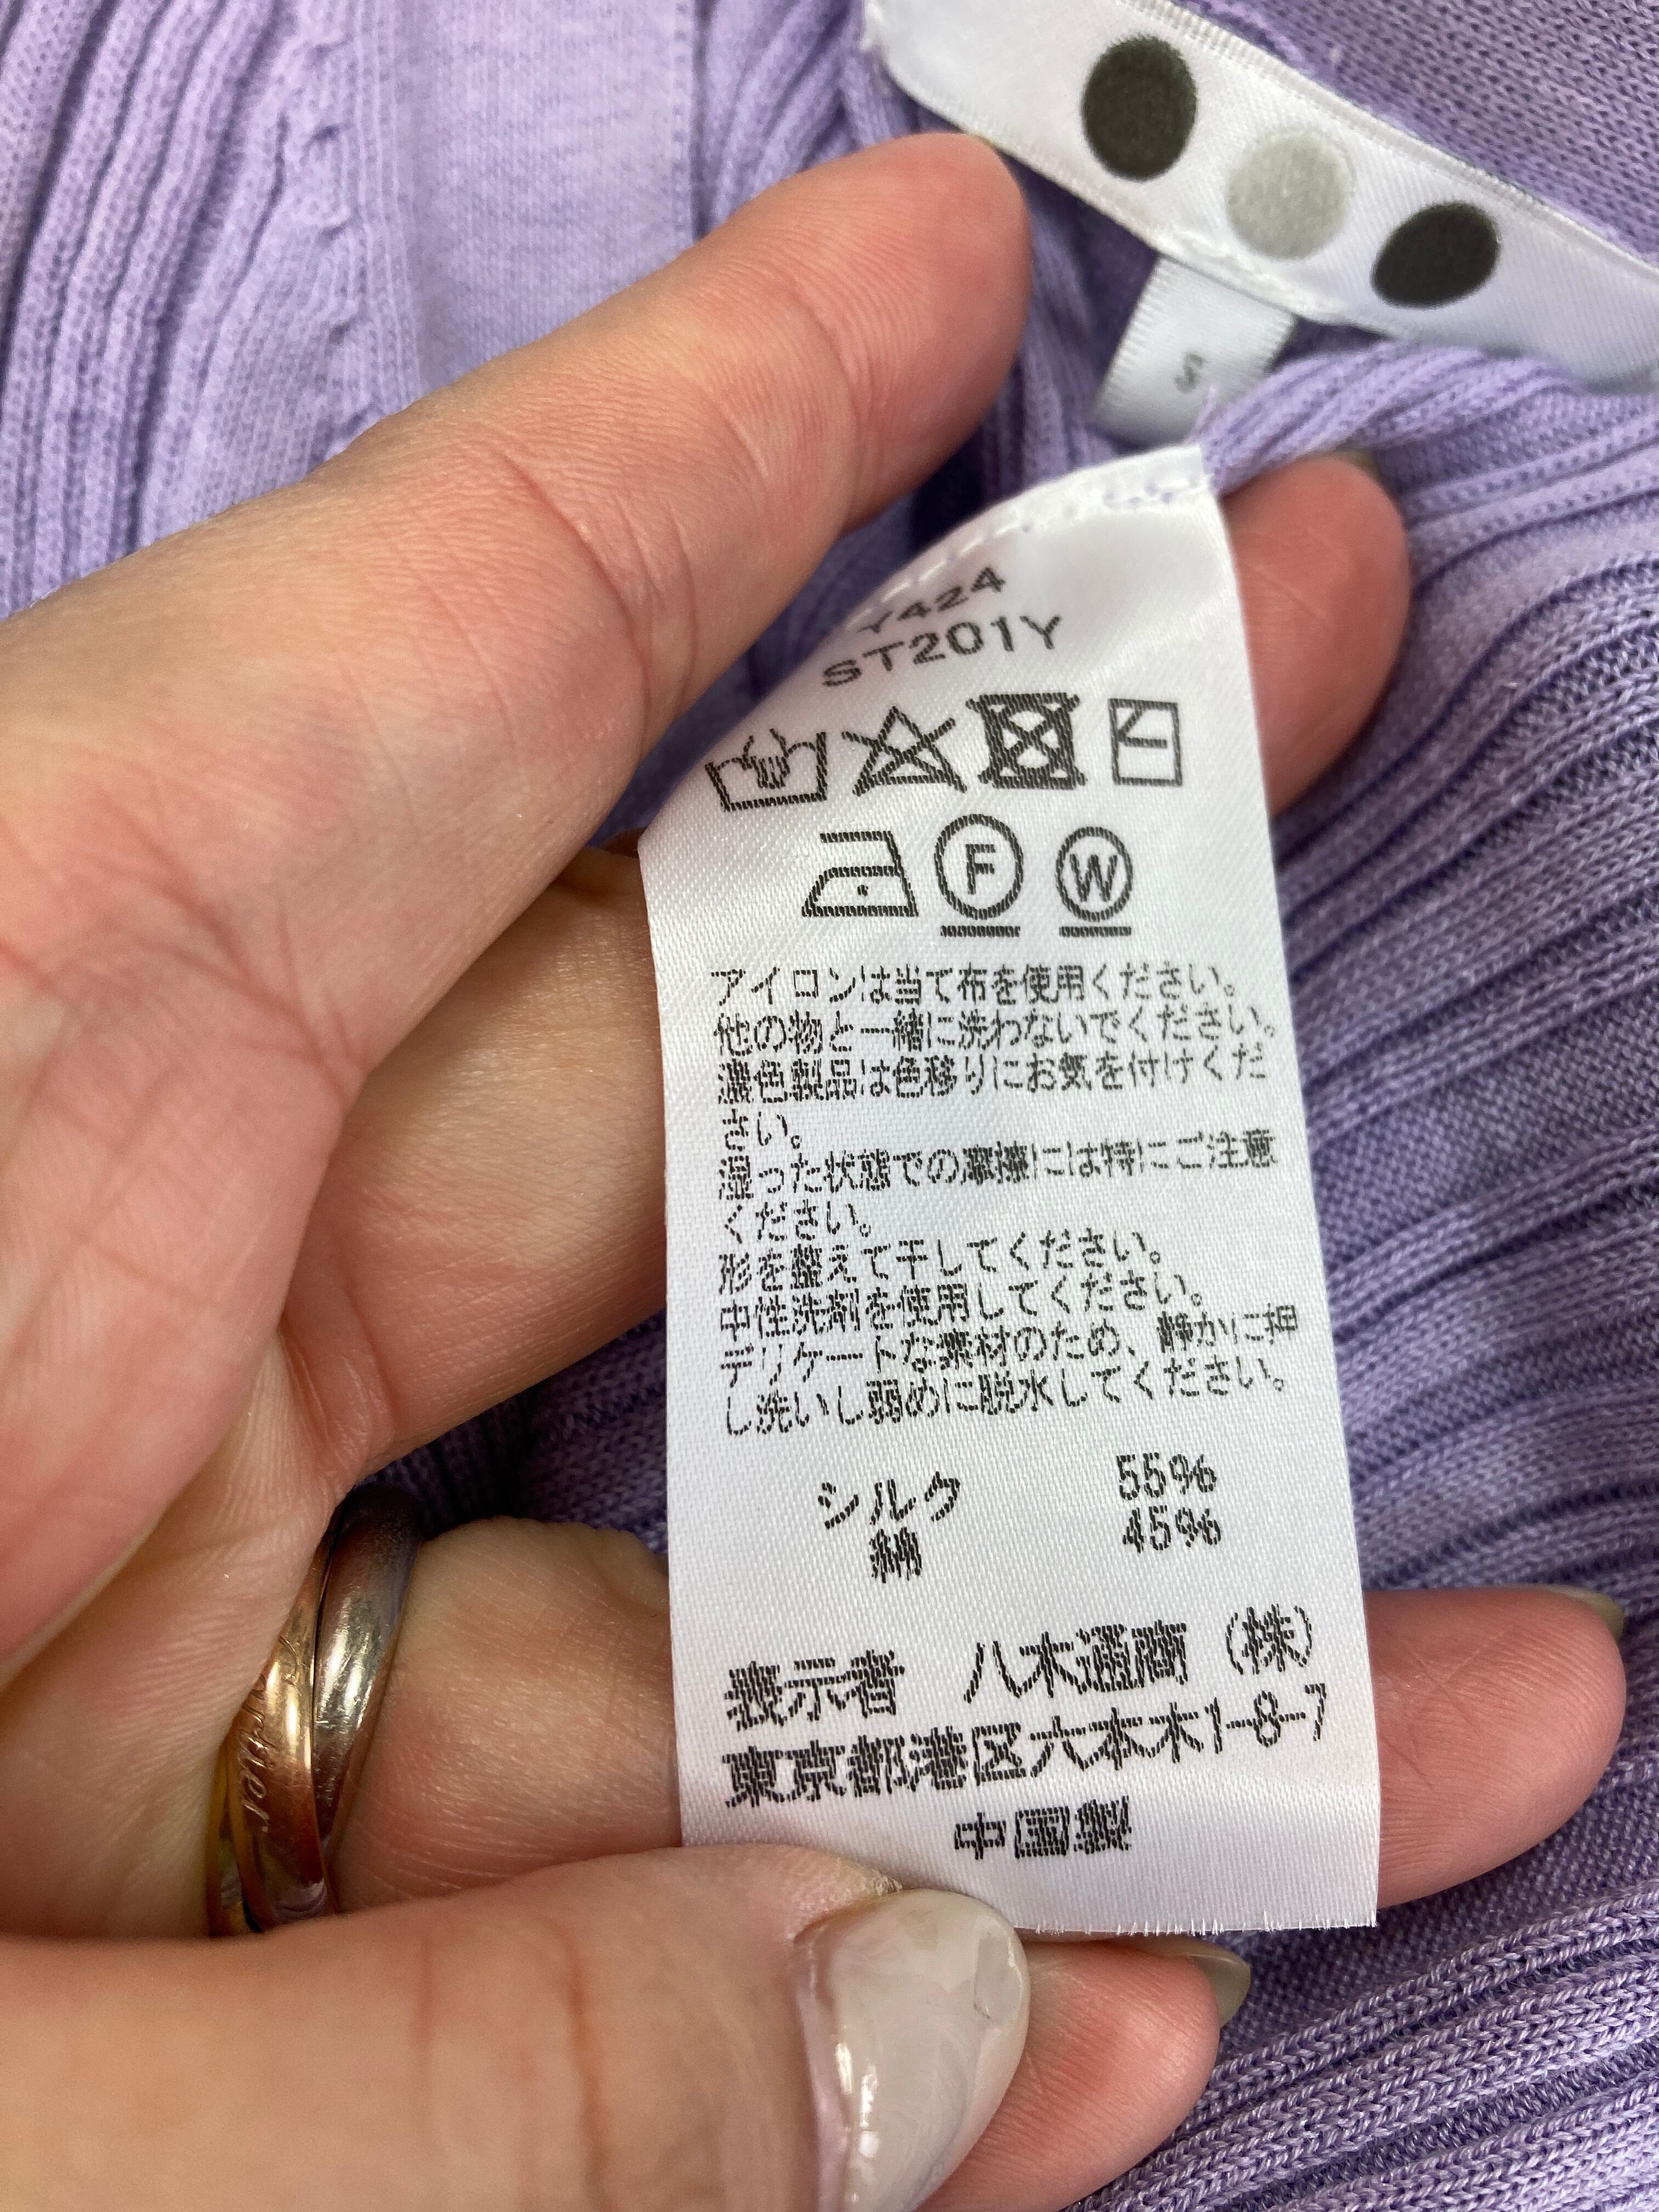 S
Y424
ST201Y
F W
アイロンは当て布を使用ください。
他の物と一緒に洗わないでください。
濃色製品は色移りにお気を付けくだ
さい。
湿った状態での摩擦には特にご注意
ください。
形を整えて干してください。
中性洗剤を使用してください。
デリケートな素材のため、静かに押
し洗いし弱めに脱水してください。
シルク 55%
綿 45%
表示者 八木通商（株）
東京都港区六本木1-8-7
中国製
Cartier